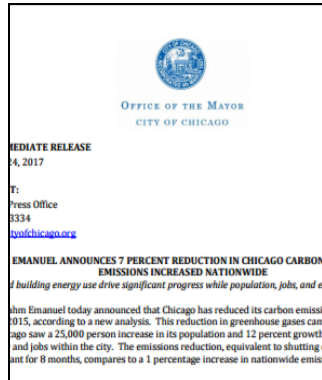 OFFICE OF THE MAYOR
CITY OF CHICAGO
MEDIATE RELEASE
24, 2017
T:
Press Office
3334
tyofchicago.org
EMANUEL ANNOUNCES 7 PERCENT REDUCTION IN CHICAGO CARBON
EMISSIONS INCREASED NATIONWIDE
d building energy use drive significant progress while population, jobs, and e
ahm Emanuel today announced that Chicago has reduced its carbon emissi
2015, according to a new analysis. This reduction in greenhouse gases cam
cago saw a 25,000 person increase in its population and 12 percent growth
and jobs within the city. The emissions reduction, equivalent to shutting
ant for 8 months, compares to a 1 percentage increase in nationwide emis